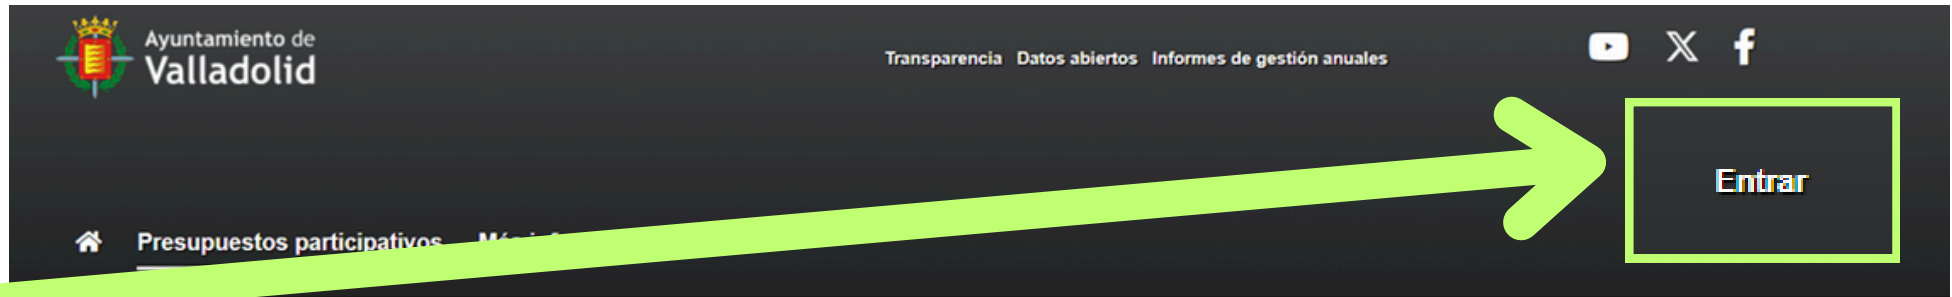 Ayuntamiento de
Valladolid
Transparencia Datos abiertos Informes de gestión anuales
Entrar
Presupuestos participativos